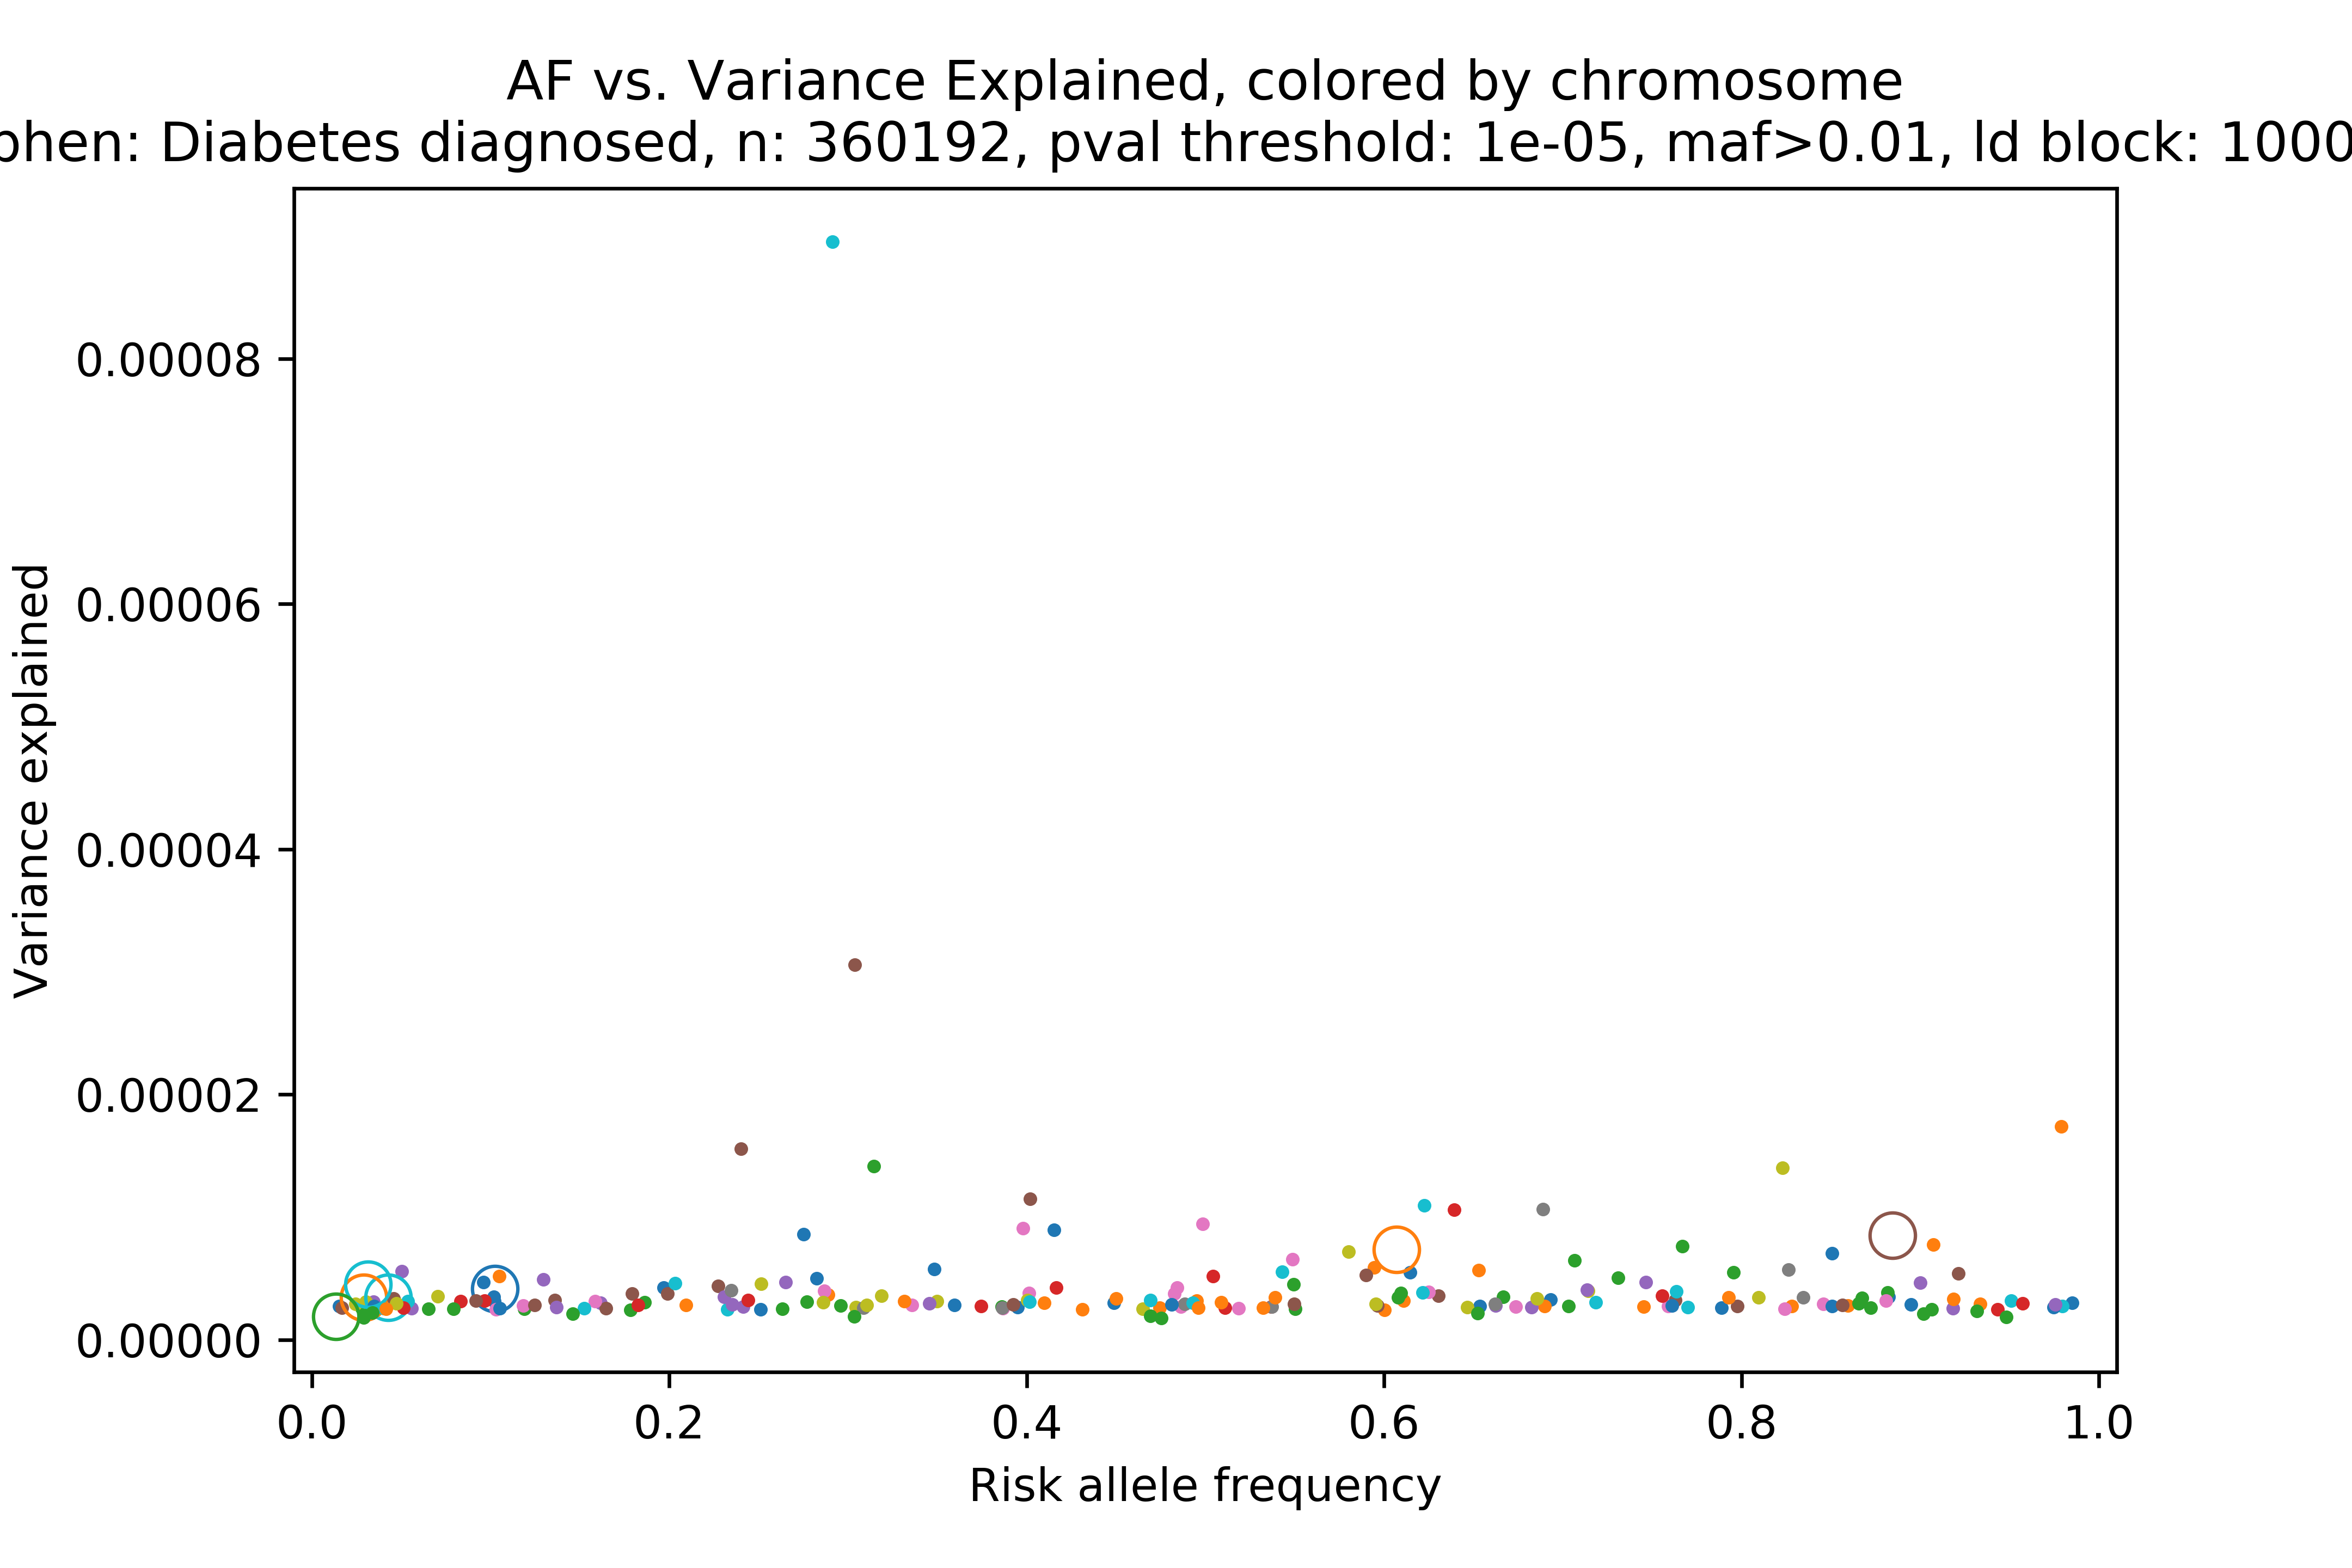 AF vs. Variance Explained, colored by chromosome
phen: Diabetes diagnosed, n: 360192, pval threshold: 1e-05, maf>0.01, ld block: 1000
0.00008
0.00006
0.00004
0.00002
0.00000
Variance explained
0.0 0.2 0.4 0.6 0.8 1.0
Risk allele frequency